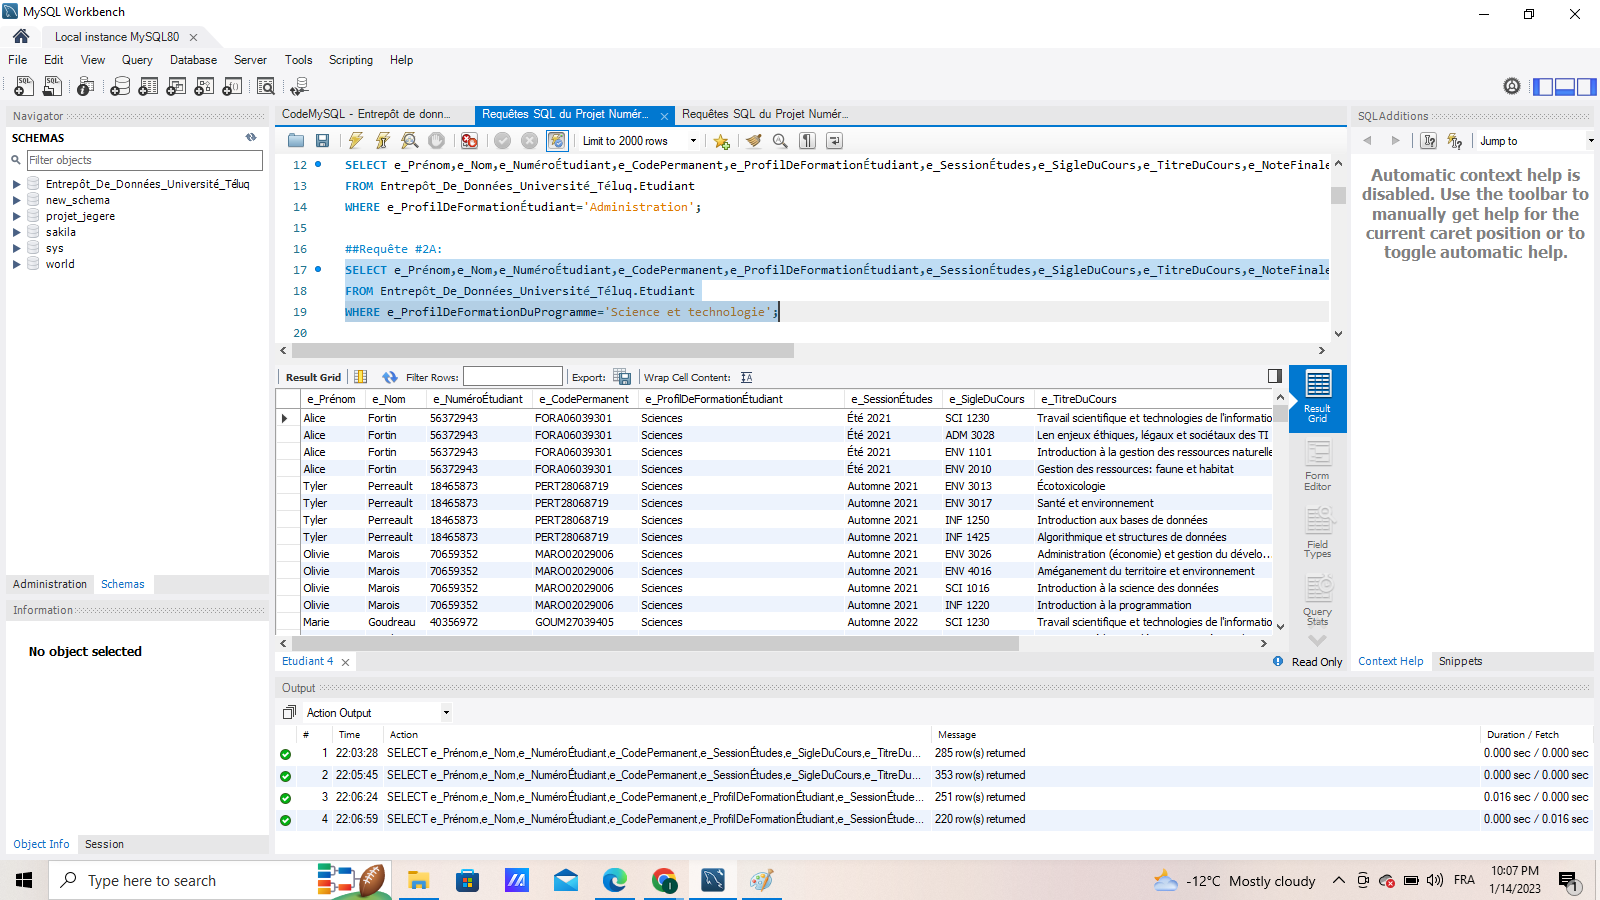 MySQL Workbench
Local instance MySQL80
File Edit View Query Database Server Tools Scripting Help
Navigator
SCHEMAS
Filter objects
Entrepôt_De_Données_Université_Téluq
new_schema
projet_jegere
sakila
sys
world
Administration Schemas
Information
No object selected
Object Info Session
CodeMySQL - Entrepôt de donn... Requêtes SQL du Projet Numér... Requêtes SQL du Projet Numér...
Limit to 2000 rows
12 SELECT e_Prénom,e_Nom,e_NuméroÉtudiant,e_CodePermanent,e_ProfilDeFormationÉtudiant,e_SessionÉtudes,e_SigleDuCours,e_TitreDuCours,e_NoteFinale
13 FROM Entrepôt_De_Données_Université_Téluq.Etudiant
14 WHERE e_ProfilDeFormationÉtudiant='Administration';
15
16 ##Requête #2A:
17 SELECT e_Prénom,e_Nom,e_NuméroÉtudiant,e_CodePermanent,e_ProfilDeFormationÉtudiant,e_SessionÉtudes,e_SigleDuCours,e_TitreDuCours,e_NoteFinale
18 FROM Entrepôt_De_Données_Université_Téluq.Etudiant
19 WHERE e_ProfilDeFormationDuProgramme='Science et technologie';
20
Result Grid Filter Rows: Export: Wrap Cell Content:
e_Prénom e_Nom e_NuméroÉtudiant e_CodePermanent e_ProfilDeFormationÉtudiant e_SessionÉtudes e_SigleDuCours e_TitreDuCours
Alice Fortin 56372943 FORA06039301 Sciences Été 2021 SCI 1230 Travail scientifique et technologies de l'informatio
Alice Fortin 56372943 FORA06039301 Sciences Été 2021 ADM 3028 Len enjeux éthiques, légaux et sociétaux des TI
Alice Fortin 56372943 FORA06039301 Sciences Été 2021 ENV 1101 Introduction à la gestion des ressources naturelle
Alice Fortin 56372943 FORA06039301 Sciences Été 2021 ENV 2010 Gestion des ressources: faune et habitat
Tyler Perreault 18465873 PERT28068719 Sciences Automne 2021 ENV 3013 Écotoxicologie
Tyler Perreault 18465873 PERT28068719 Sciences Automne 2021 ENV 3017 Santé et environnement
Tyler Perreault 18465873 PERT28068719 Sciences Automne 2021 INF 1250 Introduction aux bases de données
Tyler Perreault 18465873 PERT28068719 Sciences Automne 2021 INF 1425 Algorithmique et structures de données
Olivie Marois 70659352 MARO02029006 Sciences Automne 2021 ENV 3026 Administration (économie) et gestion du dévelo...
Olivie Marois 70659352 MARO02029006 Sciences Automne 2021 ENV 4016 Améganement du territoire et environnement
Olivie Marois 70659352 MARO02029006 Sciences Automne 2021 SCI 1016 Introduction à la science des données
Olivie Marois 70659352 MARO02029006 Sciences Automne 2021 INF 1220 Introduction à la programmation
Marie Goudreau 40356972 GOUM27039405 Sciences Automne 2022 SCI 1230 Travail scientifique et technologies de l'informatio
Result Grid
Form Editor
Field Types
Query Stats
Etudiant 4
Read Only
SQLAdditions
Jump to
Automatic context help is
disabled. Use the toolbar to
manually get help for the
current caret position or to
toggle automatic help.
Context Help Snippets
Output
Action Output
# Time Action Message Duration / Fetch
1 22:03:28 SELECT e_Prénom,e_Nom,e_NuméroÉtudiant,e_CodePermanent,e_SessionÉtudes,e_SigleDuCours,e_TitreDu... 285 row(s) returned 0.000 sec / 0.000 sec
2 22:05:45 SELECT e_Prénom,e_Nom,e_NuméroÉtudiant,e_CodePermanent,e_SessionÉtudes,e_SigleDuCours,e_TitreDu... 353 row(s) returned 0.000 sec / 0.000 sec
3 22:06:24 SELECT e_Prénom,e_Nom,e_NuméroÉtudiant,e_CodePermanent,e_ProfilDeFormationÉtudiant,e_SessionÉtude... 251 row(s) returned 0.016 sec / 0.000 sec
4 22:06:59 SELECT e_Prénom,e_Nom,e_NuméroÉtudiant,e_CodePermanent,e_ProfilDeFormationÉtudiant,e_SessionÉtude... 220 row(s) returned 0.000 sec / 0.016 sec
Type here to search
-12°C Mostly cloudy
FRA
10:07 PM
1/14/2023
1